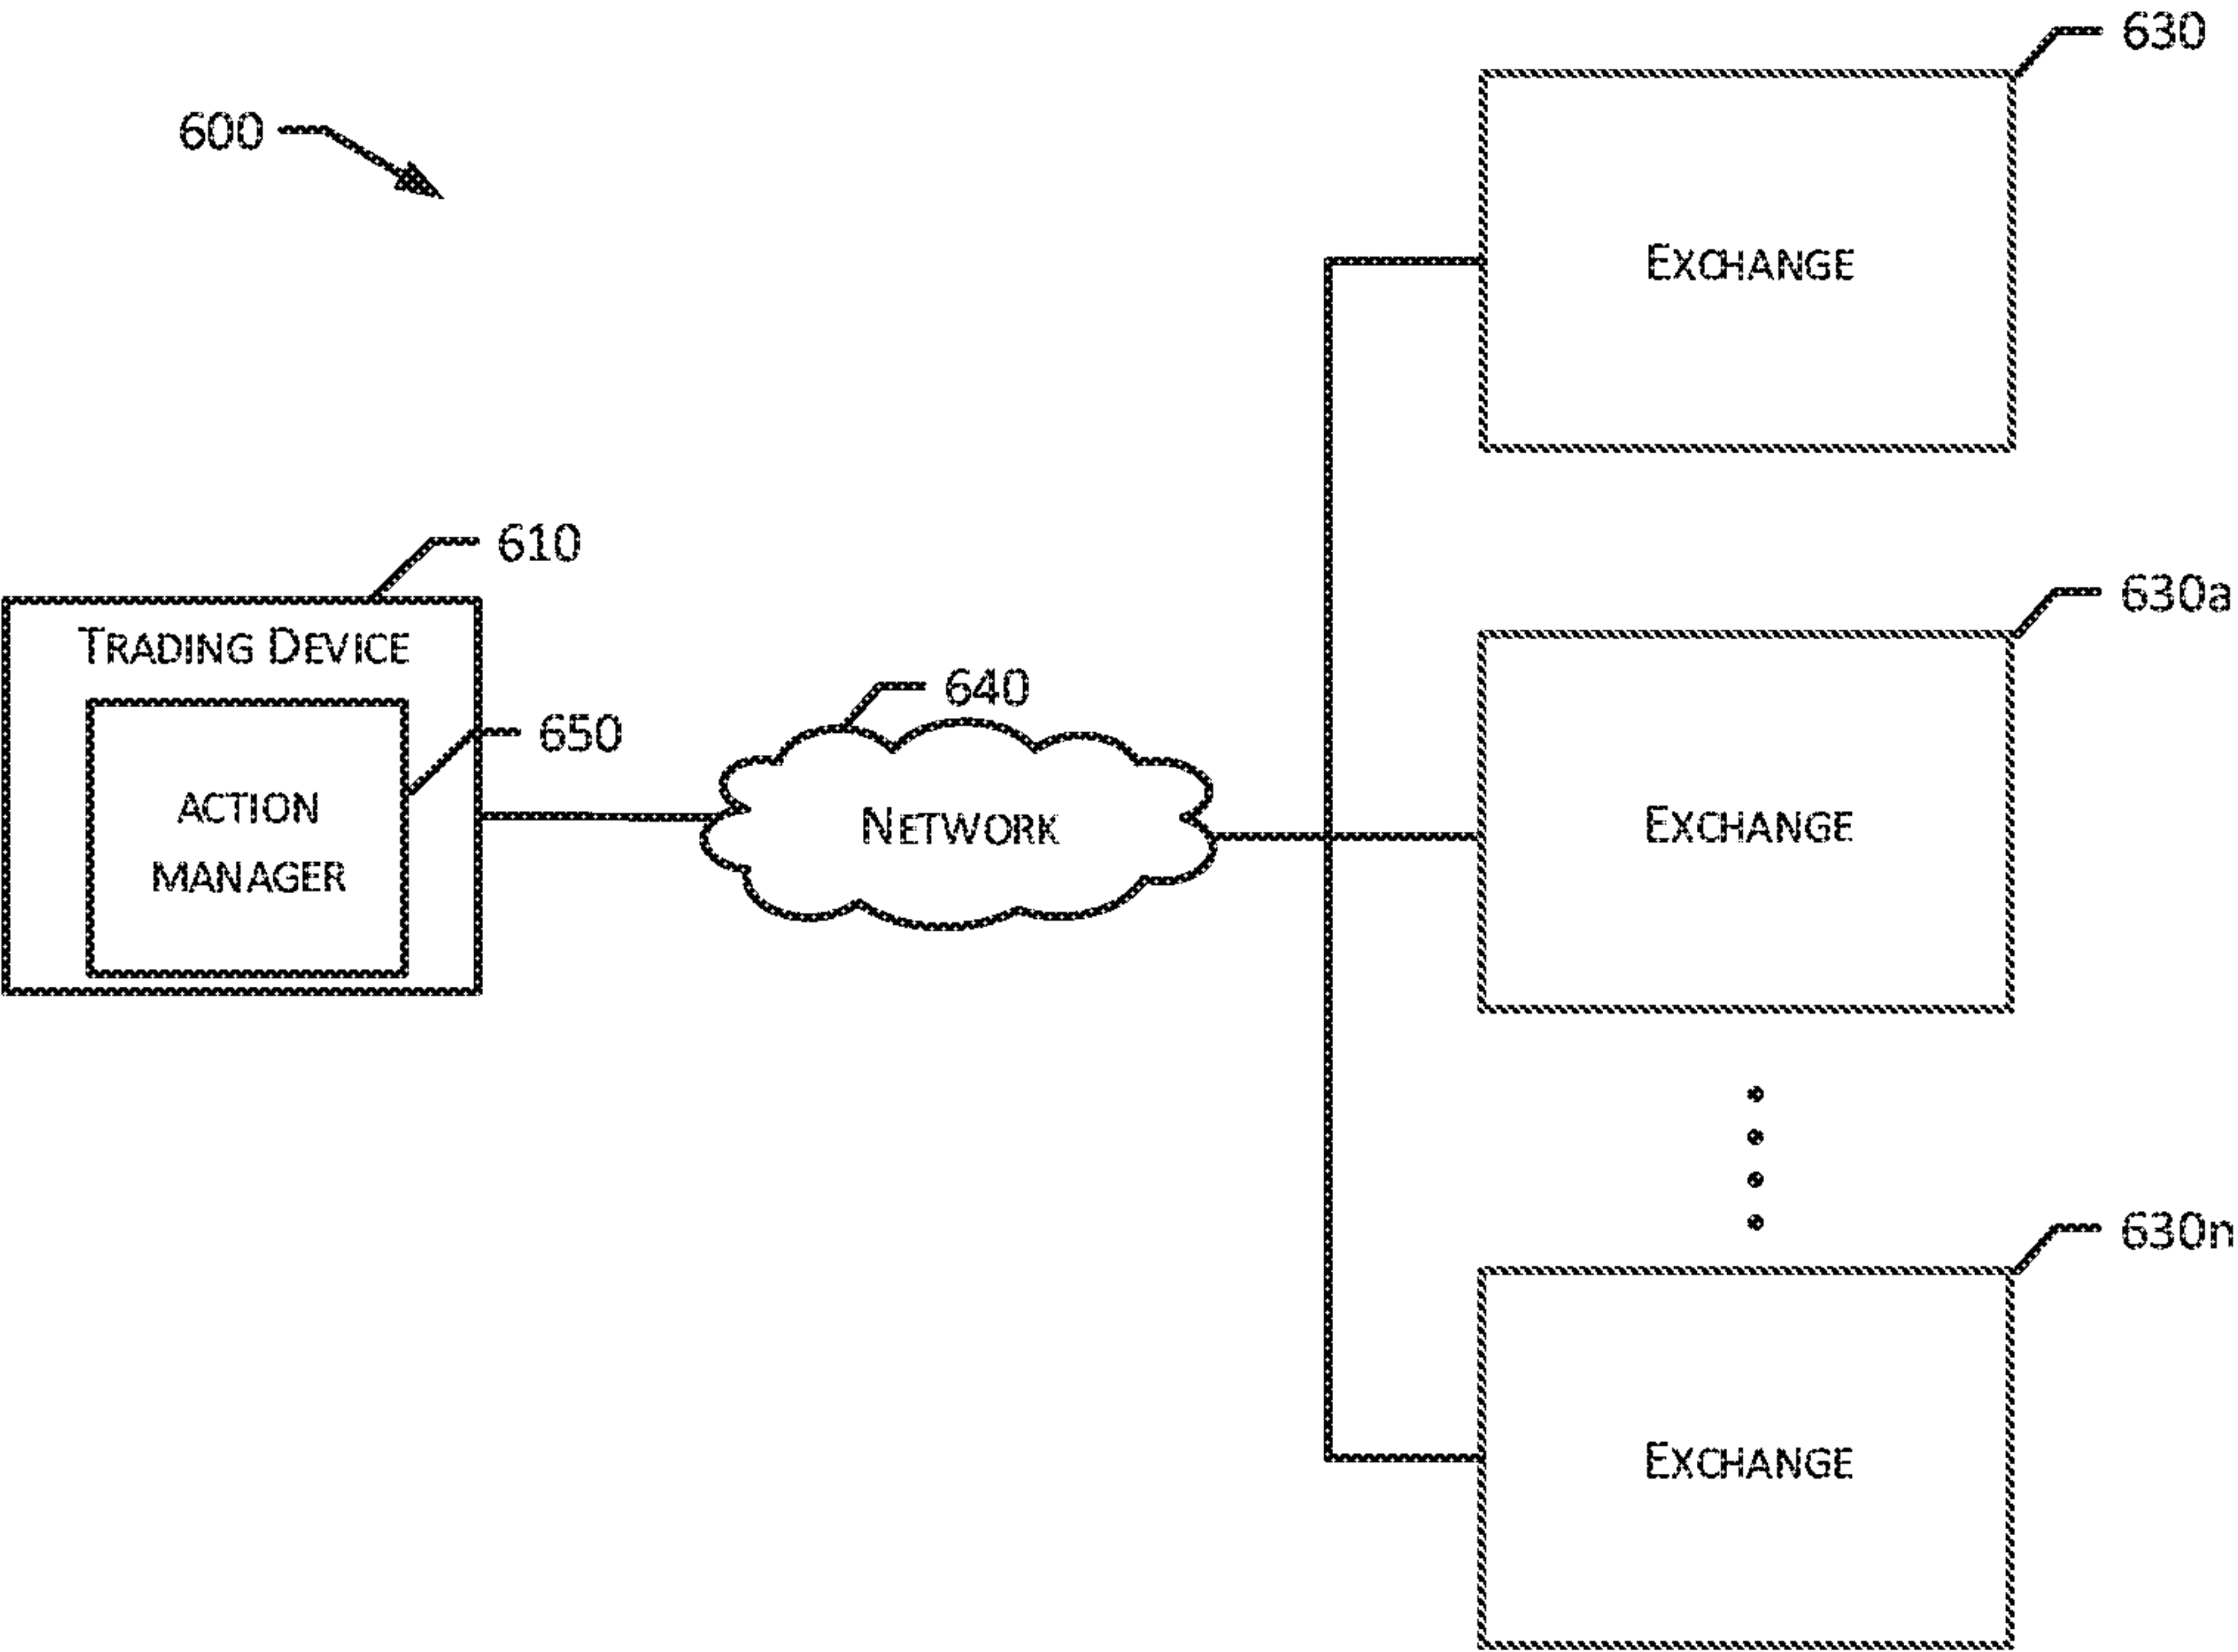 630
600
EXCHANGE
610
630a
TRADING DEVICE
640
650
ACTION
MANAGER
NETWORK
EXCHANGE
630n
EXCHANGE